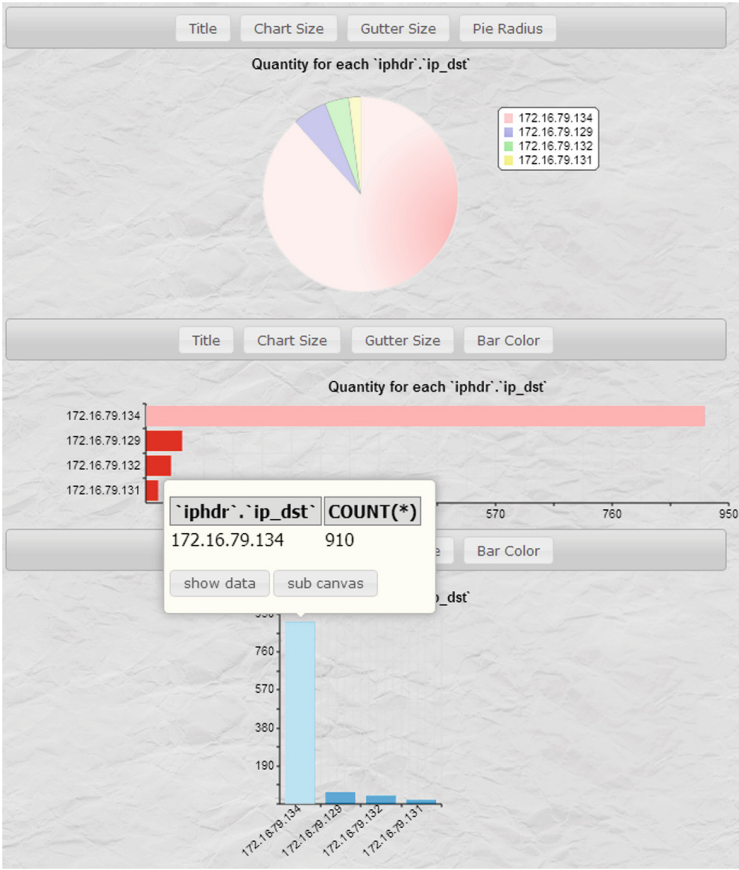 Title Chart Size Gutter Size Pie Radius
Quantity for each `iphdr`.`ip_dst`
172.16.79.134
172.16.79.129
172.16.79.132
172.16.79.131
Title Chart Size Gutter Size Bar Color
Quantity for each `iphdr`.`ip_dst`
172.16.79.134
172.16.79.129
172.16.79.132
172.16.79.131
570 760 950
`iphdr`.`ip_dst` COUNT(*)
172.16.79.134 910
show data sub canvas
Bar Color
_dst`
760
570
380
190
172.16.79.134 172.16.79.129 172.16.79.132 172.16.79.131